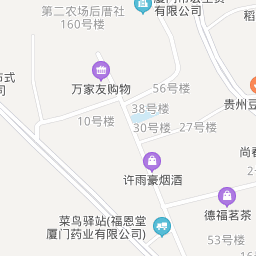 第二农场后厝社
160号楼
有限公司
稻
万家友购物
56号楼
38号楼
贵州豆
10号楼
30号楼
27号楼
尚春
许雨豪烟酒
德福茗茶
菜鸟驿站(福恩堂
厦门药业有限公司)
53号楼